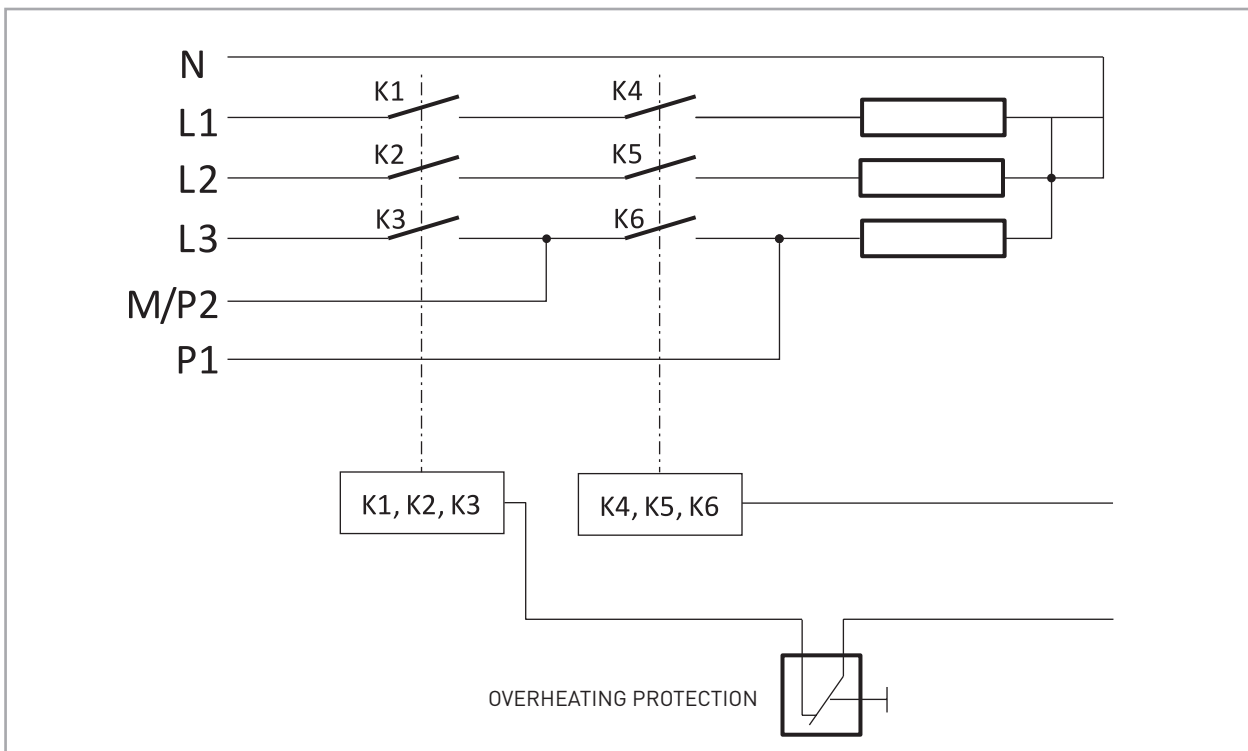 N
L1
K1
K4
L2
K2
K5
L3
K3
K6
M/P2
P1
K1, K2, K3
K4, K5, K6
OVERHEATING PROTECTION